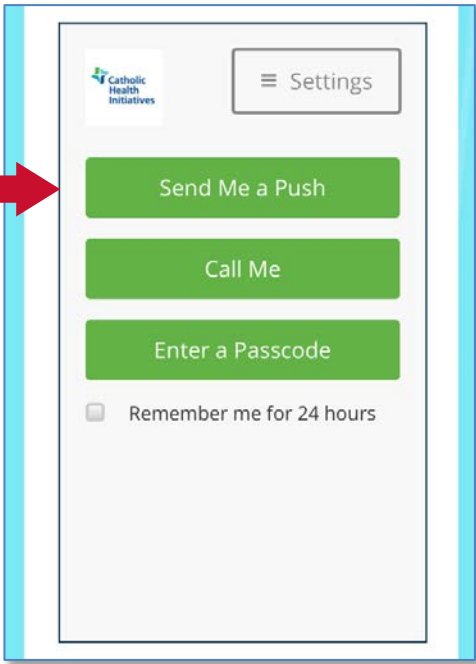 Catholic
Health
Initiatives
≡ Settings
Send Me a Push
Call Me
Enter a Passcode
Remember me for 24 hours